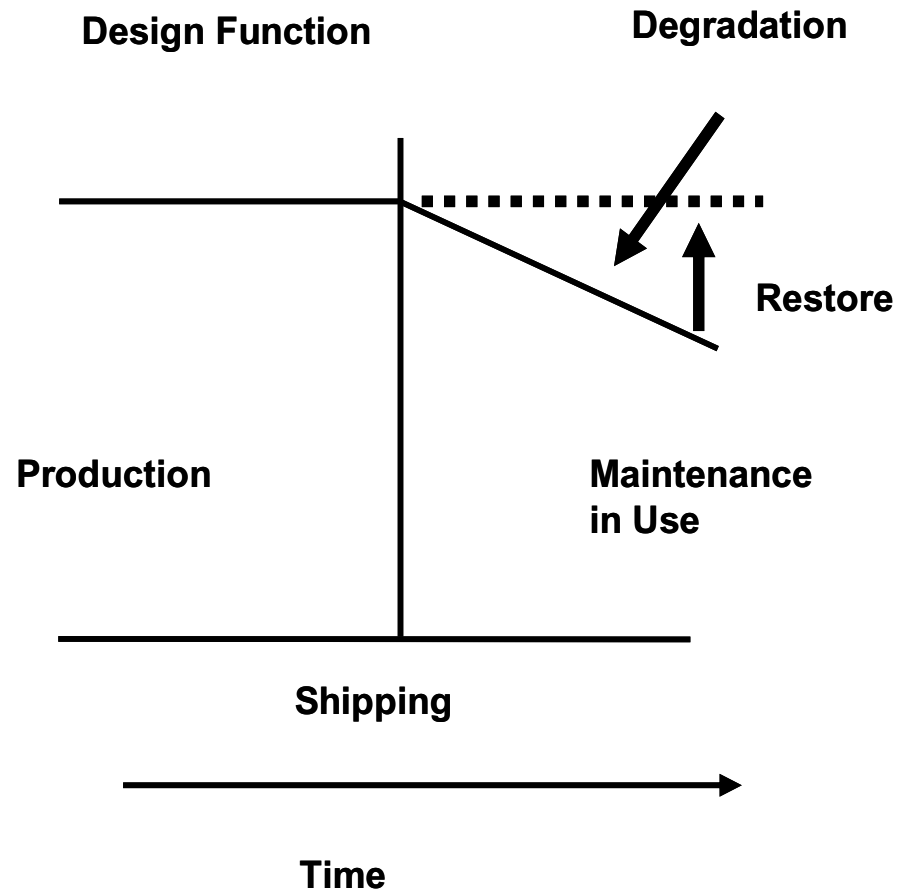 Design Function
Degradation
Restore
Production
Maintenance
in Use
Shipping
Time